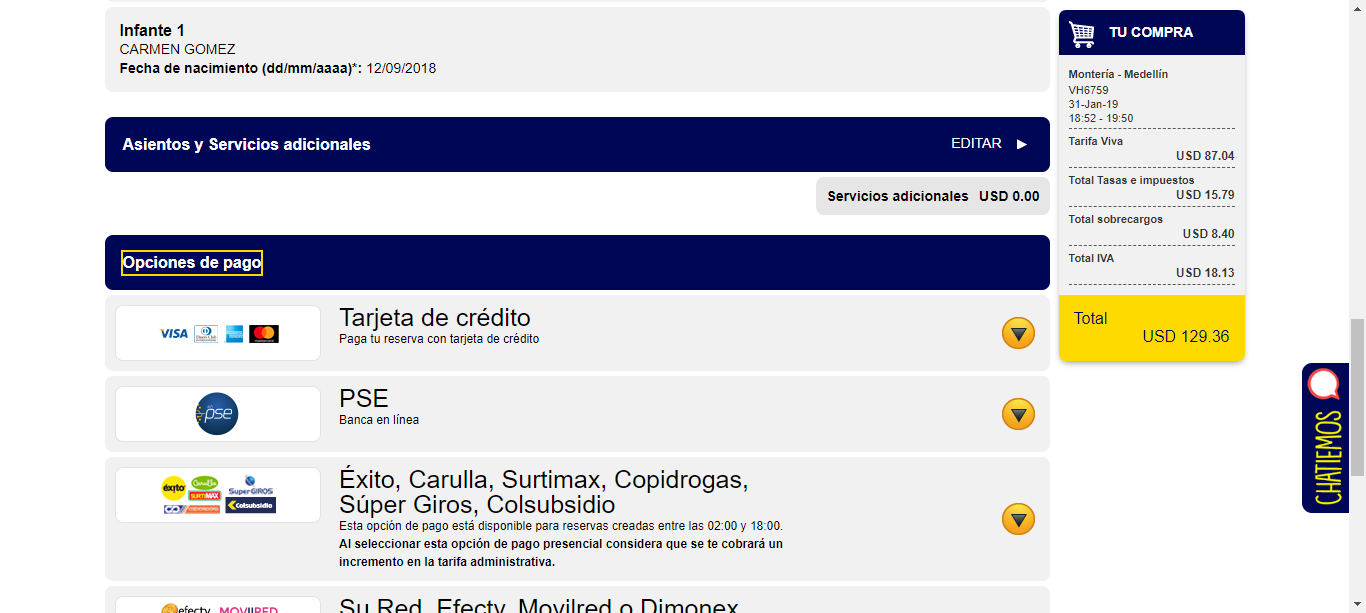 Infante 1
CARMEN GOMEZ
Fecha de nacimiento (dd/mm/aaaa)*: 12/09/2018
Asientos y Servicios adicionales
EDITAR
Servicios adicionales USD 0.00
Opciones de pago
VISA
Tarjeta de crédito
Paga tu reserva con tarjeta de crédito
pse
PSE
Banca en línea
éxito
Carulla
SURTIMAX
SuperGIROS
Colsubsidio
Éxito, Carulla, Surtimax, Copidrogas,
Súper Giros, Colsubsidio
Esta opción de pago está disponible para reservas creadas entre las 02:00 y 18:00.
Al seleccionar esta opción de pago presencial considera que se te cobrará un
incremento en la tarifa administrativa.
efecty MOVIIRED
Su Red, Efecty, Movilred o Dimonex
TU COMPRA
Montería - Medellín
VH6759
31-Jan-19
18:52 - 19:50
Tarifa Viva
USD 87.04
Total Tasas e impuestos
USD 15.79
Total sobrecargos
USD 8.40
Total IVA
USD 18.13
Total
USD 129.36
CHATIEMOS